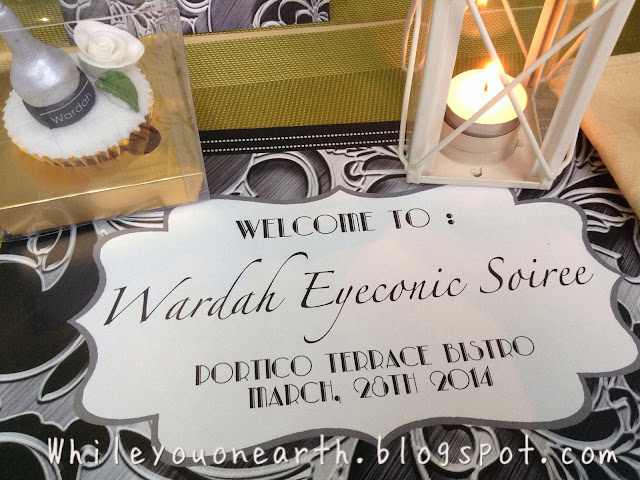 Wardah
WELCOME TO :
Wardah Eyeconic Soiree
PORTICO TERRACE BISTRO
MARCH, 28TH 2014
Whileyouonearth.blogspot.com